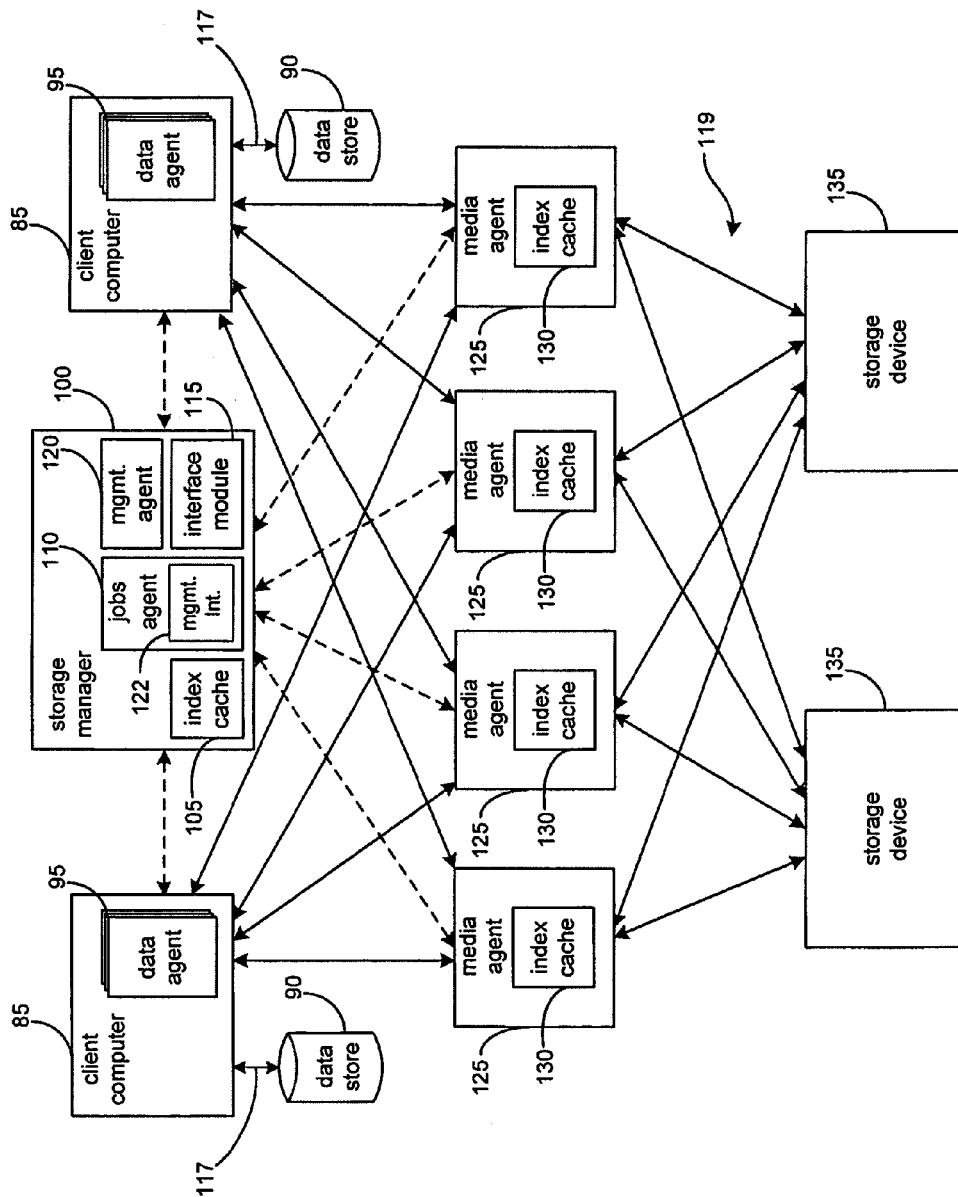 85
client
computer
95
data
agent
117
90
data
store
storage
manager
100
110
jobs
agent
122
mgmt.
Int.
120
mgmt.
agent
105
index
cache
115
interface
module
85
client
computer
95
data
agent
117
90
data
store
media
agent
index
cache
125
130
media
agent
index
cache
125
130
media
agent
index
cache
125
130
media
agent
index
cache
125
130
119
135
storage
device
135
storage
device